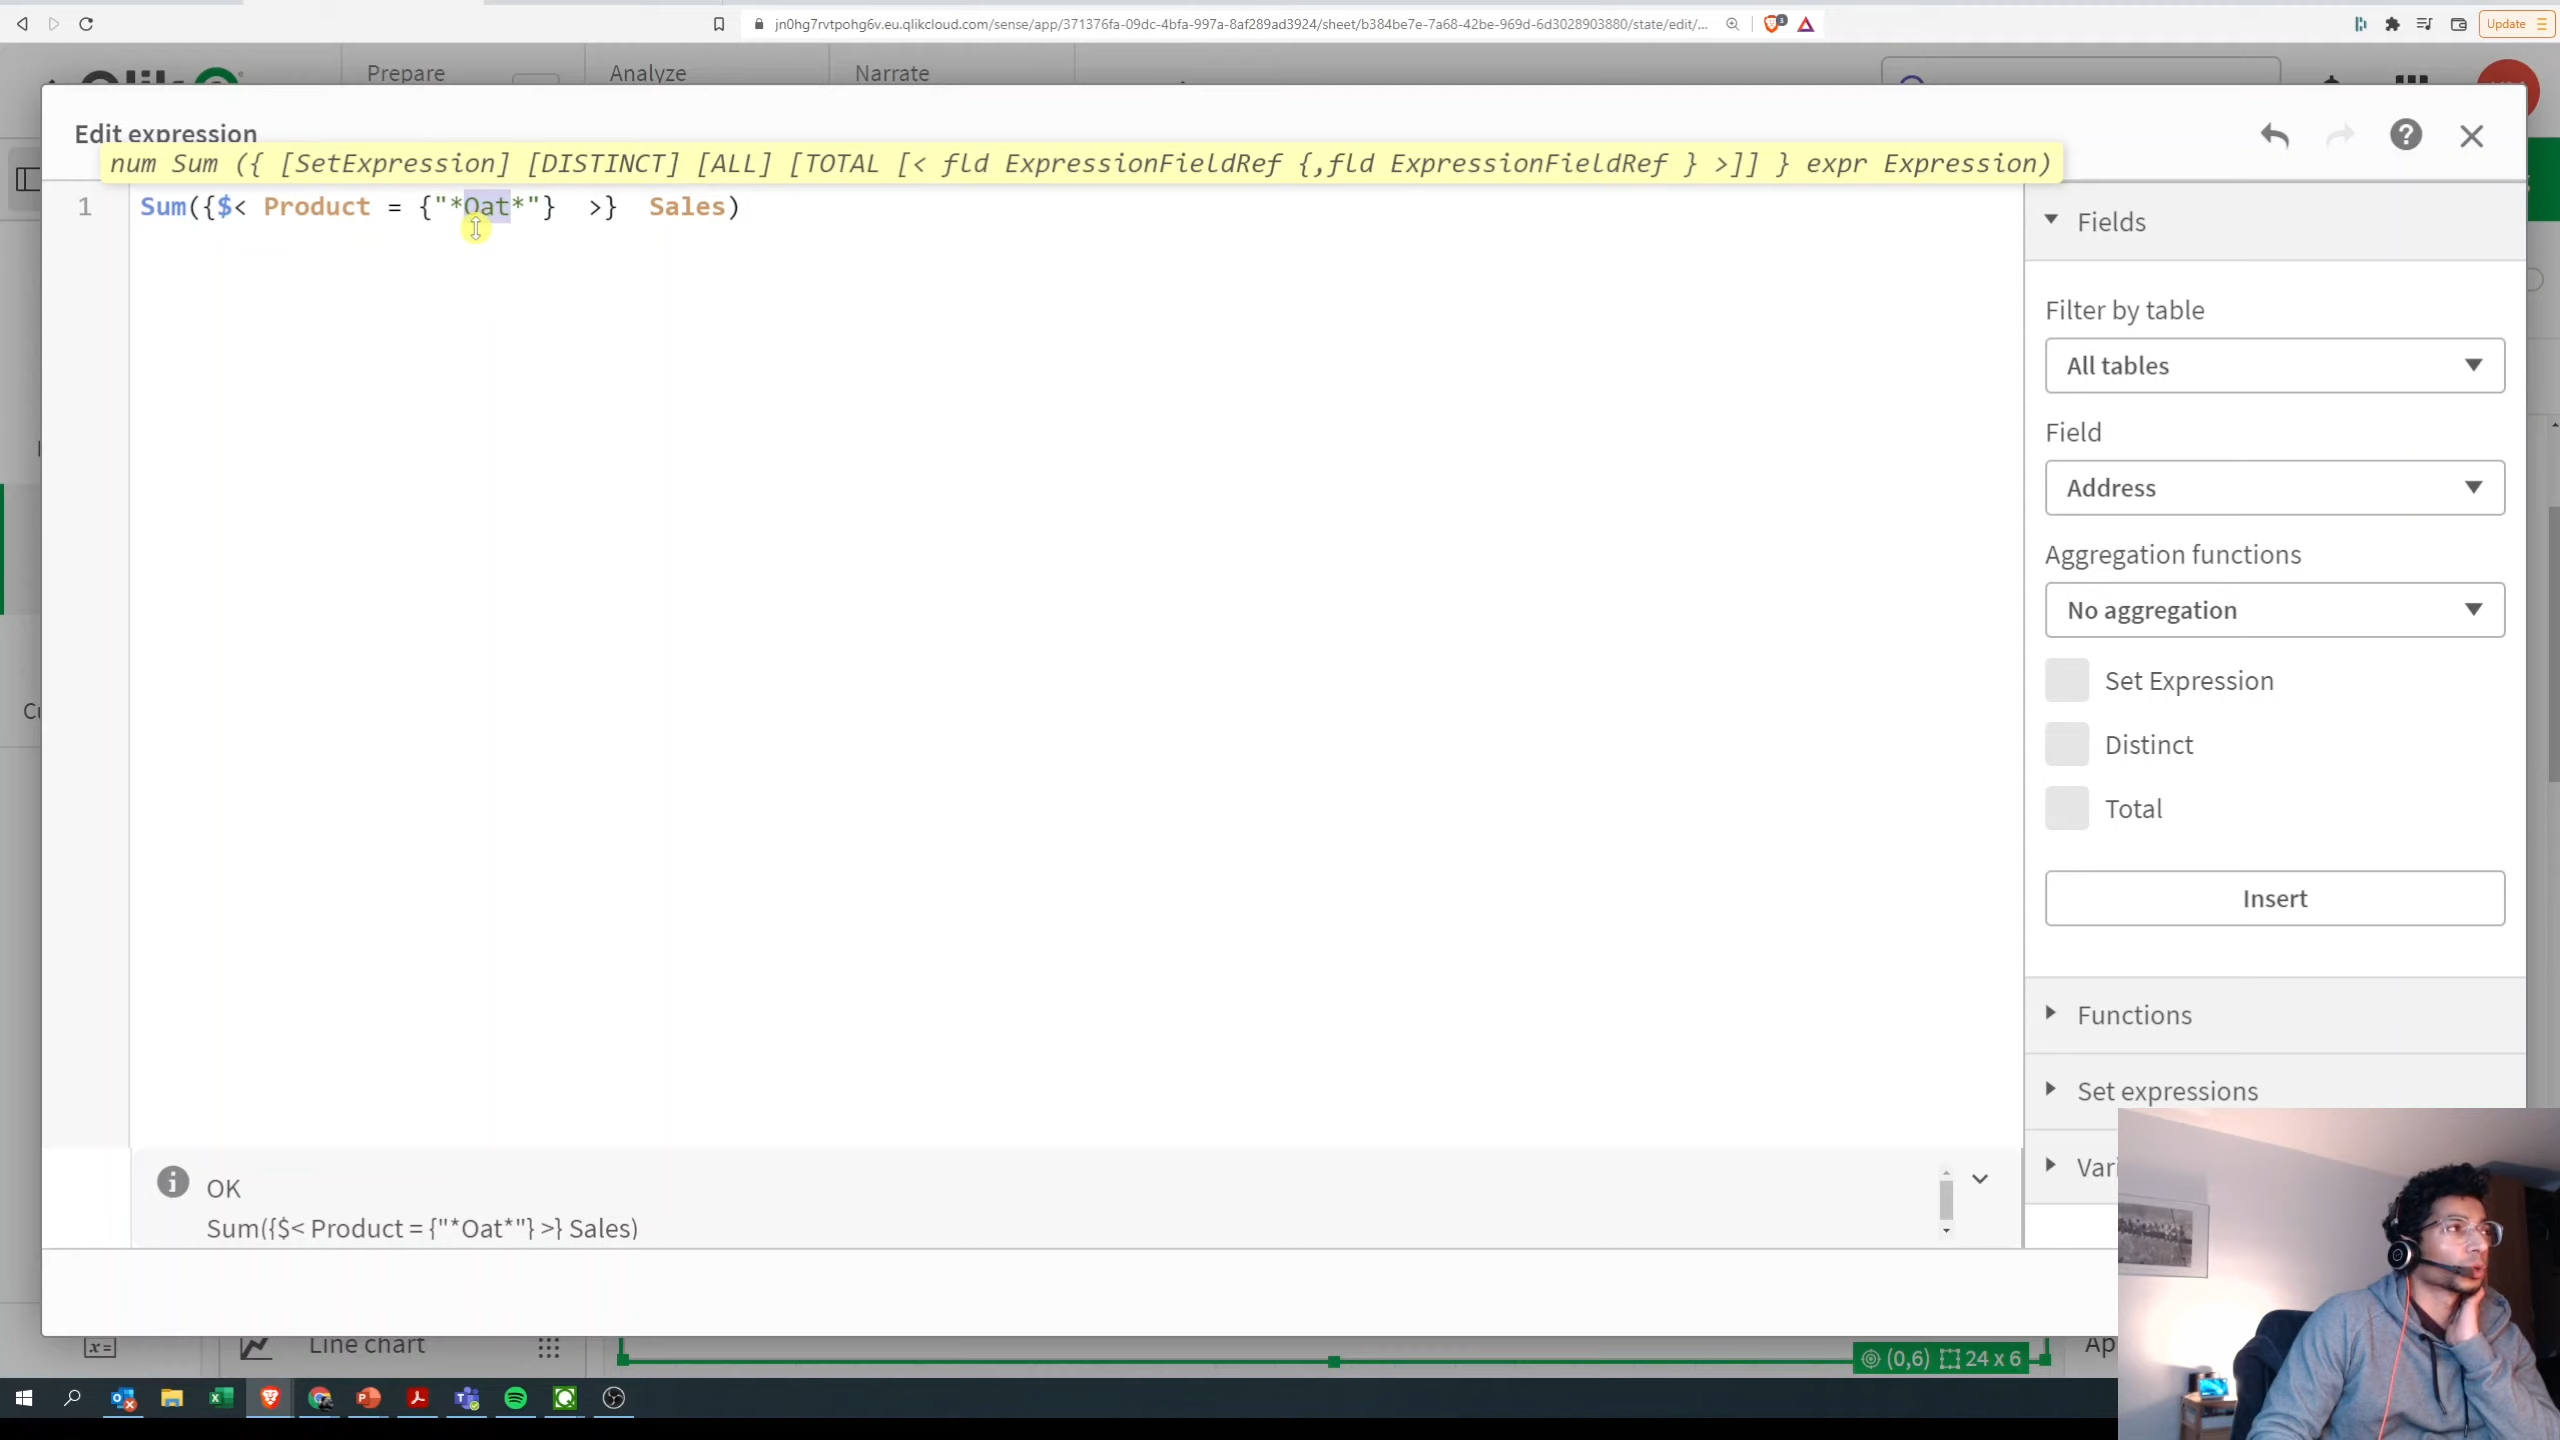 jn0hg7rvtpohg6v.eu.qlikcloud.com/sense/app/371376fa-09dc-4bfa-997a-8af289ad3924/sheet/b384be7e-7a68-42be-969d-6d3028903880/state/edit/...
Update
Prepare
Analyze
Narrate
Edit expression
num Sum ({ [SetExpression] [DISTINCT] [ALL] [TOTAL [< fld ExpressionFieldRef {,fld ExpressionFieldRef } >]] } expr Expression)
1 Sum({$< Product = {"*Oat*"} >} Sales)
Fields
Filter by table
All tables
Field
Address
Aggregation functions
No aggregation
Set Expression
Distinct
Total
Insert
Functions
Set expressions
Vari
OK
Sum({$< Product = {"*Oat*"} >} Sales)
x=
Line chart
(0,6) 24 x 6
Ap